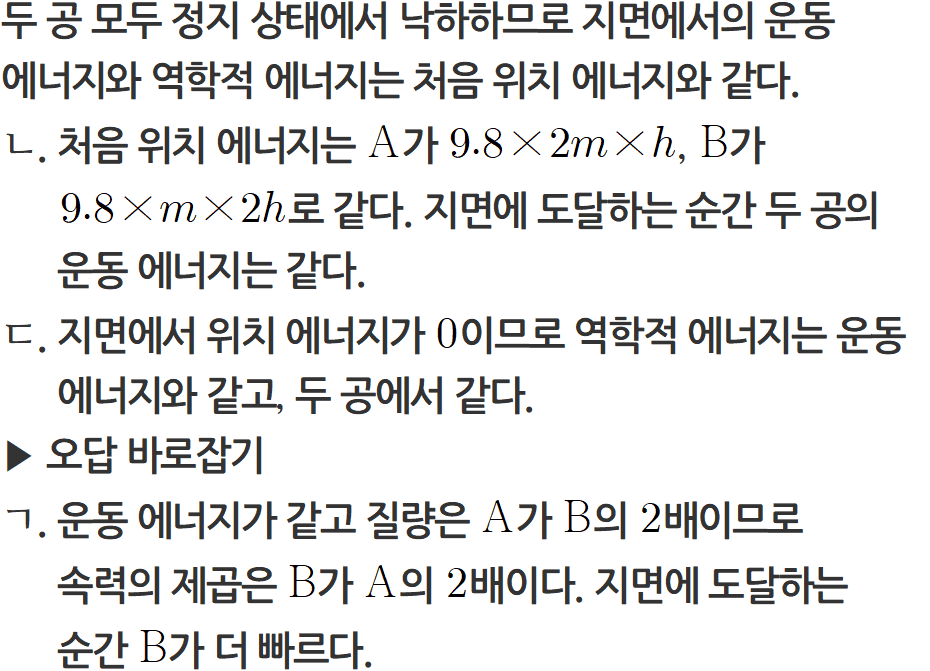 두 공 모두 정지 상태에서 낙하하므로 지면에서의 운동
에너지와 역학적 에너지는 처음 위치 에너지와 같다.
ㄴ. 처음 위치 에너지는 A가 9.8×2m×h, B가
9.8×m×2h로 같다. 지면에 도달하는 순간 두 공의
운동 에너지는 같다.
ㄷ. 지면에서 위치 에너지가 0이므로 역학적 에너지는 운동
에너지와 같고, 두 공에서 같다.
▶ 오답 바로잡기
ㄱ. 운동 에너지가 같고 질량은 A가 B의 2배이므로
속력의 제곱은 B가 A의 2배이다. 지면에 도달하는
순간 B가 더 빠르다.